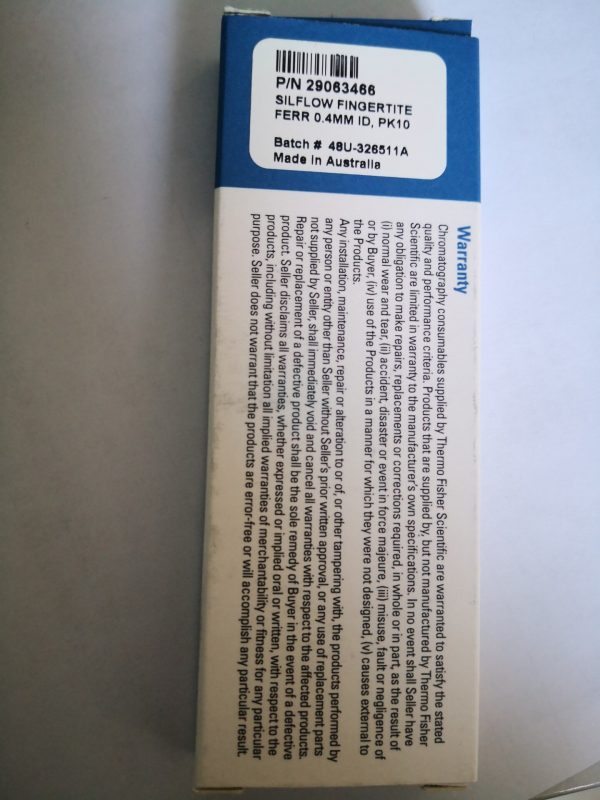 P/N 29063466
SILFLOW FINGERTITE
FERR 0.4MM ID, PK10
Batch # 48U-326511A
Made in Australia
Warranty
Chromatography consumables supplied by Thermo Fisher Scientific are warranted to satisfy the stated
quality and performance criteria. Products that are supplied by, but not manufactured by Thermo Fisher
Scientific are limited in warranty to the manufacturer's own specifications. In no event shall Seller have
any obligation to make repairs, replacements or corrections required, in whole or in part, as the result of
(i) normal wear and tear, (ii) accident, disaster or event in force majeure, (iii) misuse, fault or negligence of
or by Buyer, (iv) use of the Products in a manner for which they were not designed, (v) causes external to
the Products.
Any installation, maintenance, repair or alteration to or of, or other tampering with, the products performed by
any person or entity other than Seller without Seller's prior written approval, or any use of replacement parts
not supplied by Seller, shall immediately void and cancel all warranties with respect to the affected products.
Repair or replacement of a defective product shall be the sole remedy of Buyer in the event of a defective
product. Seller disclaims all warranties, whether expressed or implied oral or written, with respect to the
products, including without limitation all implied warranties of merchantability or fitness for any particular
purpose. Seller does not warrant that the products are error-free or will accomplish any particular result.